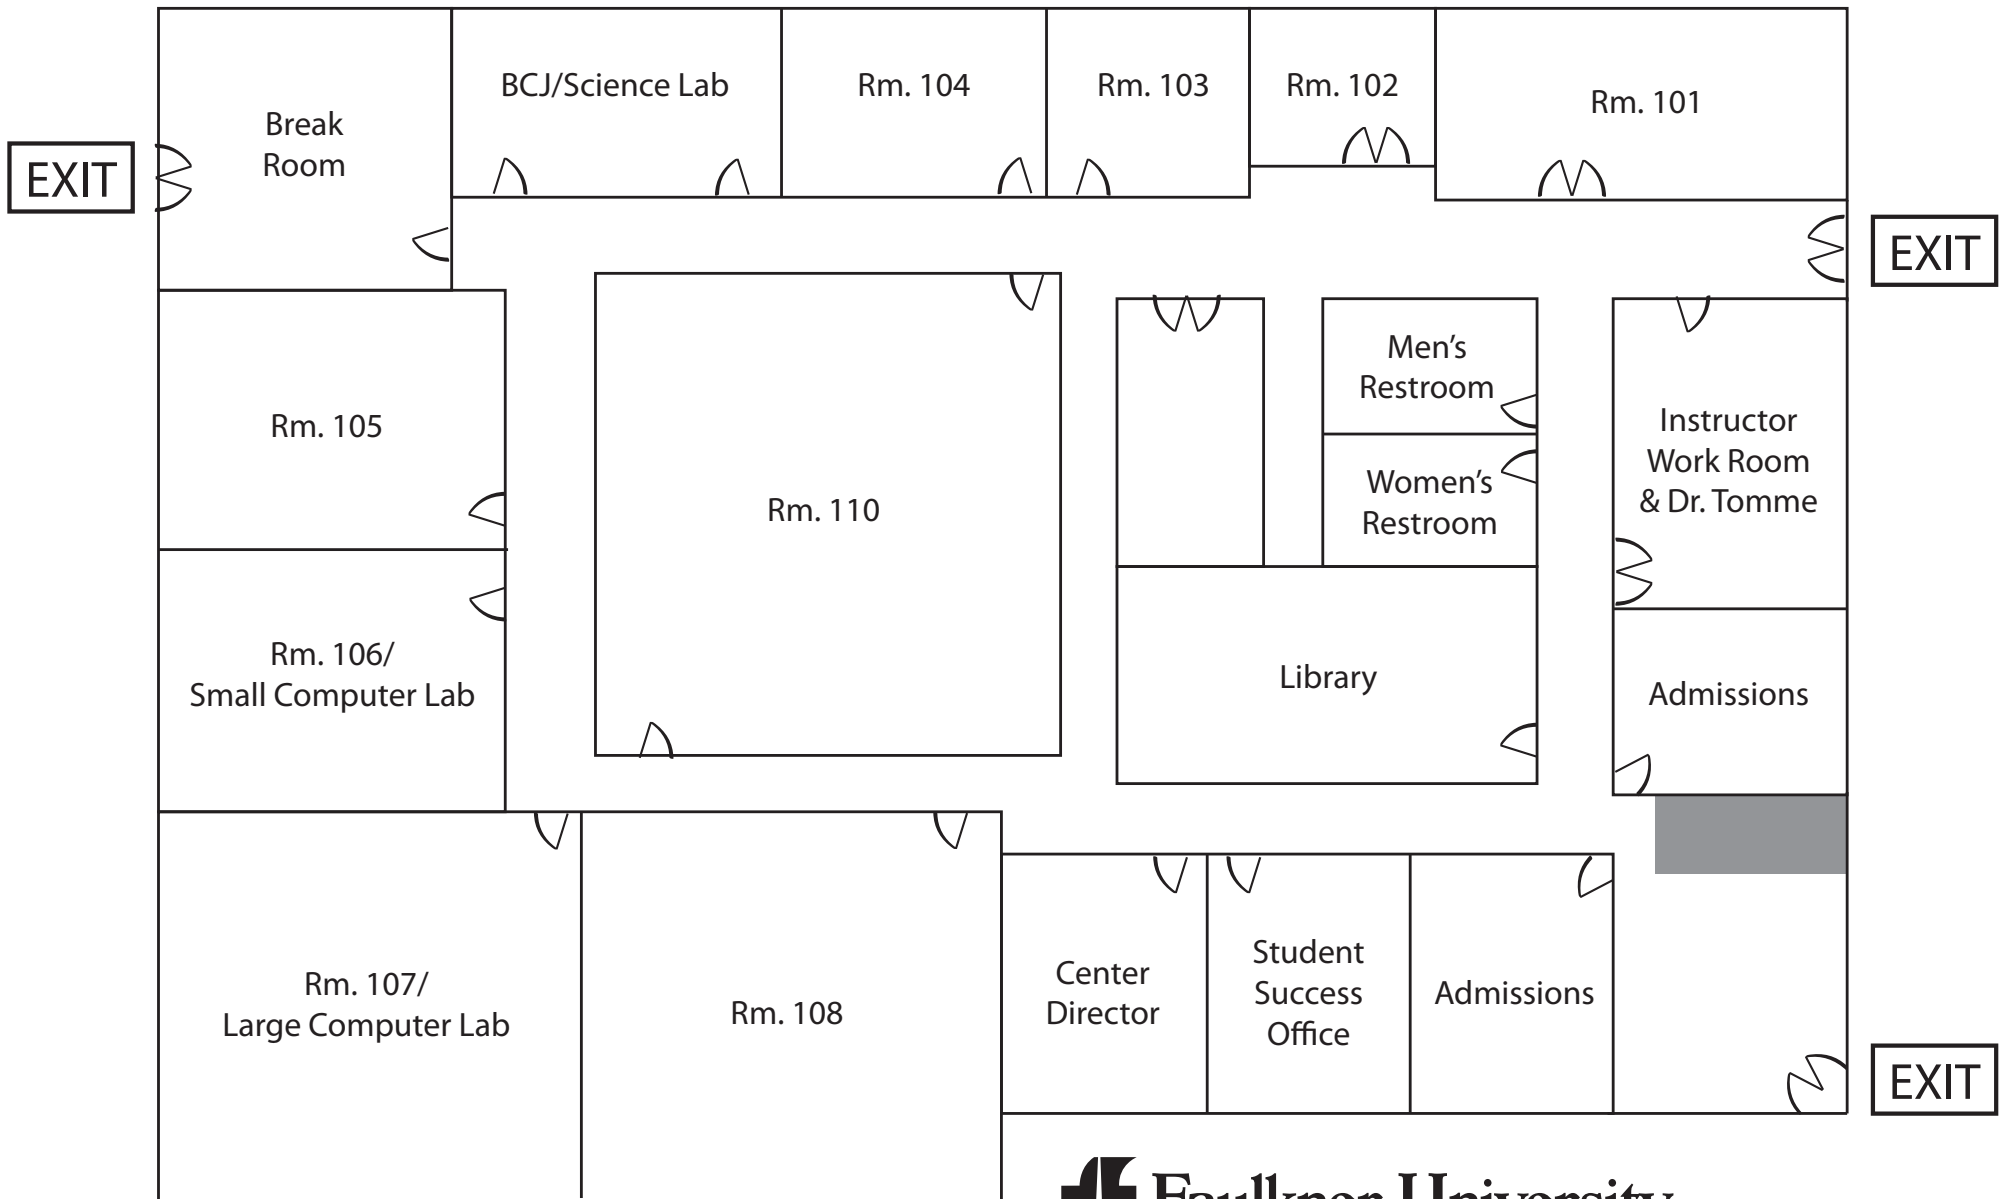 BCJ/Science Lab
Rm. 104
Rm. 103
Rm. 102
Rm. 101
Break
Room
EXIT
EXIT
Men’s
Restroom
Rm. 105
Instructor
Work Room
& Dr. Tomme
Women’s
Restroom
Rm. 110
Rm. 106/
Small Computer Lab
Library
Admissions
Rm. 107/
Large Computer Lab
Rm. 108
Center
Director
Student
Success
Office
Admissions
EXIT
Faulkner University